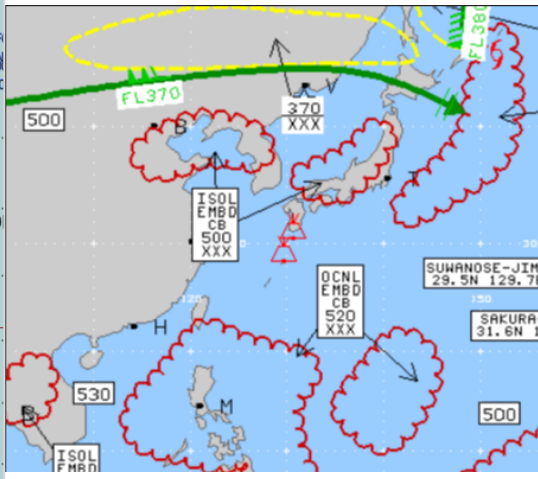 FL380
FL370
500
B
370
XXX
V
T
ISOL
EMBD
CB
500
XXX
30
SUWANOSE-JIM
29.5N 129.7
OCNL
EMBD
CB
520
XXX
120
150
SAKURA
31.6N 1
H
530
M
500
B
ISOL
EMBD